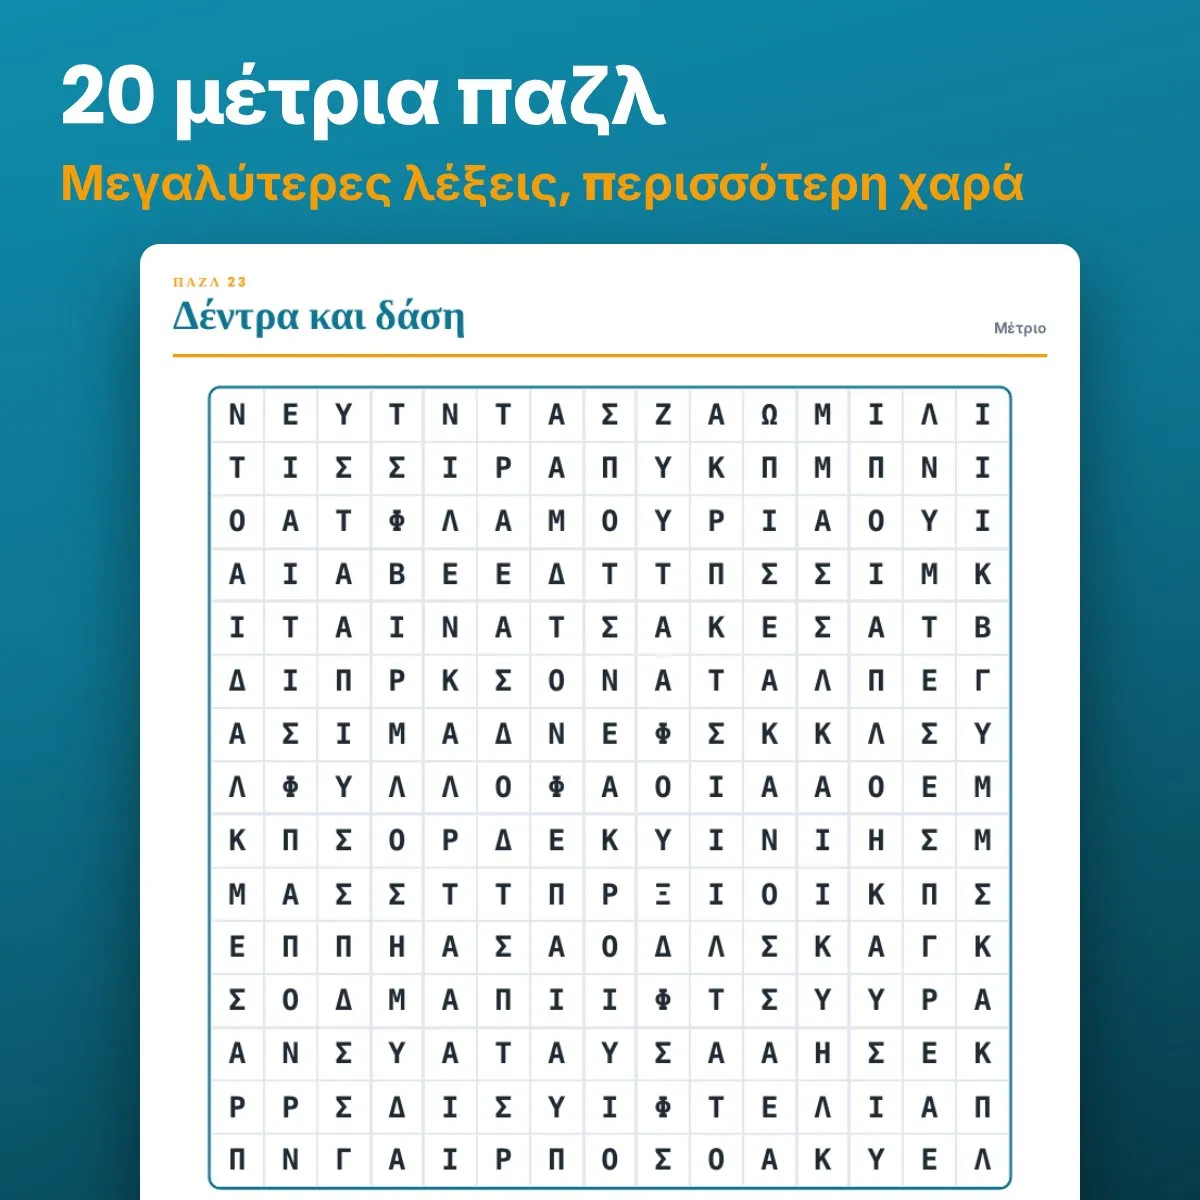 20 μέτρια παζλ
Μεγαλύτερες λέξεις, περισσότερη χαρά
ΠΑΖΛ 23
Δέντρα και δάση
Μέτριο
Ν Ε Υ Τ Ν Τ Α Σ Ζ Α Ω Μ Ι Λ Ι
Τ Ι Σ Σ Ι Ρ Α Π Υ Κ Π Μ Π Ν Ι
Ο Α Τ Φ Λ Α Μ Ο Υ Ρ Ι Α Ο Υ Ι
Α Ι Α Β Ε Ε Δ Τ Τ Π Σ Σ Ι Μ Κ
Ι Τ Α Ι Ν Α Τ Σ Α Κ Ε Σ Α Τ Β
Δ Ι Π Ρ Κ Σ Ο Ν Α Τ Α Λ Π Ε Γ
Α Σ Ι Μ Α Δ Ν Ε Φ Σ Κ Κ Λ Σ Υ
Λ Φ Υ Λ Λ Ο Φ Α Ο Ι Α Α Ο Ε Μ
Κ Π Σ Ο Ρ Δ Ε Κ Υ Ι Ν Ι Η Σ Μ
Μ Α Σ Σ Τ Τ Π Ρ Ξ Ι Ο Ι Κ Π Σ
Ε Π Π Η Α Σ Α Ο Δ Λ Σ Κ Α Γ Κ
Σ Ο Δ Μ Α Π Ι Ι Φ Τ Σ Υ Υ Ρ Α
Α Ν Σ Υ Α Τ Α Υ Σ Α Α Η Σ Ε Κ
Ρ Ρ Σ Δ Ι Σ Υ Ι Φ Τ Ε Λ Ι Α Π
Π Ν Γ Α Ι Ρ Π Ο Σ Ο Α Κ Υ Ε Λ